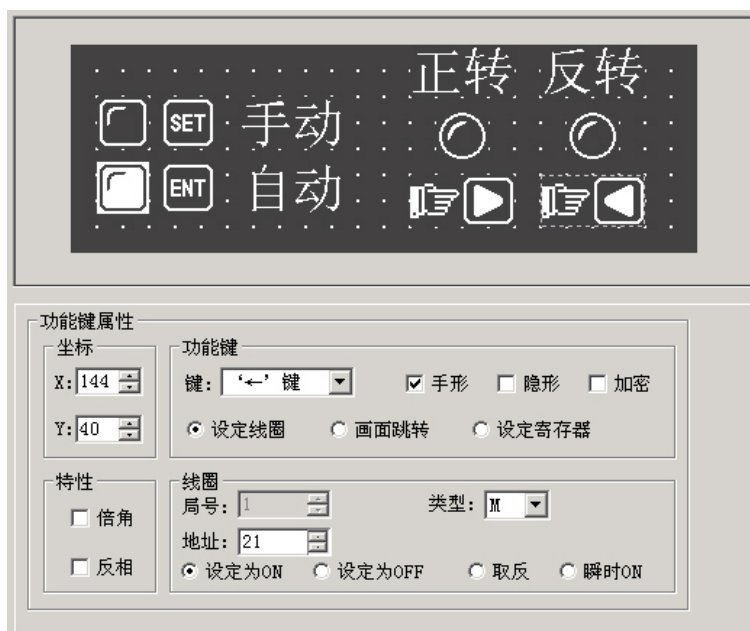 正转 反转
SET 手动
ENT 自动
功能键属性
坐标
X: 144
Y: 40
功能键
键: ‘←’键
手形 隐形 加密
设定线圈 画面跳转 设定寄存器
特性
倍角
反相
线圈
局号: 1 类型: M
地址: 21
设定为ON 设定为OFF 取反 瞬时ON